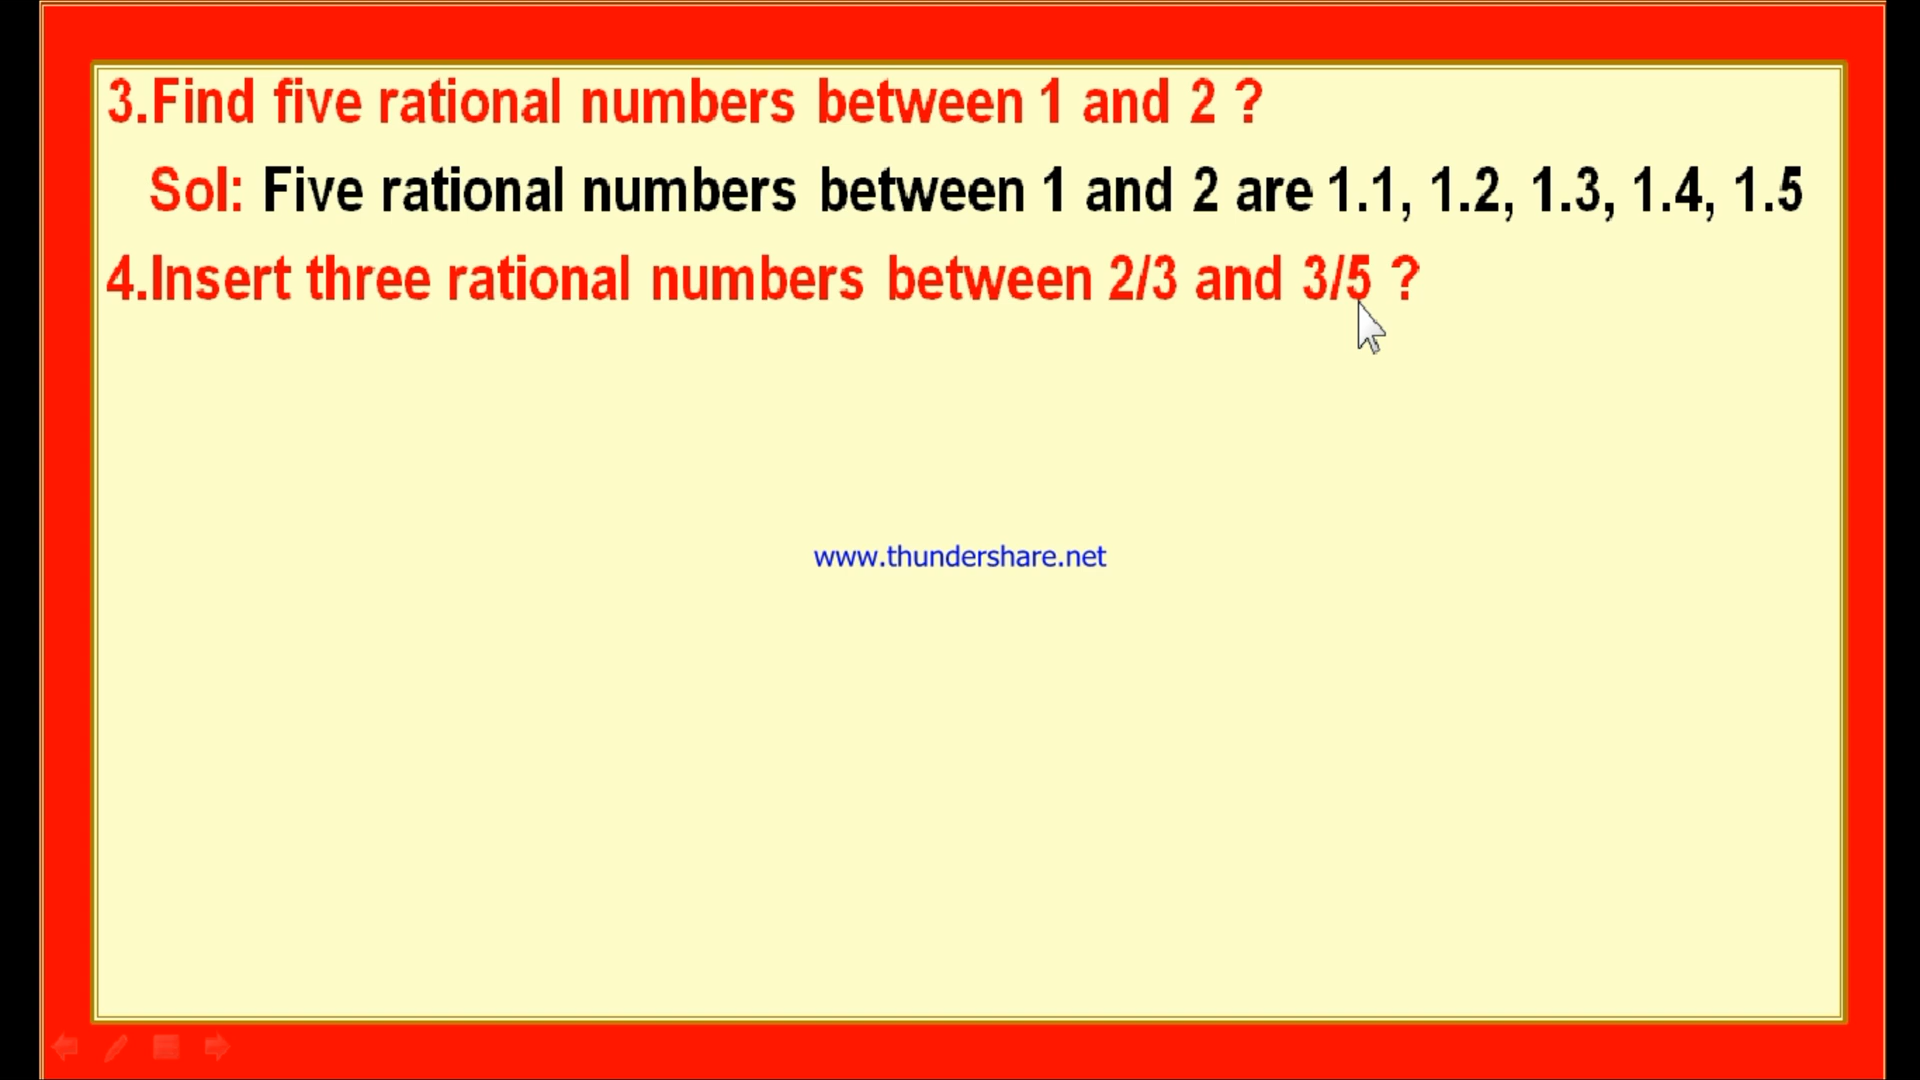 3.Find five rational numbers between 1 and 2 ?
Sol: Five rational numbers between 1 and 2 are 1.1, 1.2, 1.3, 1.4, 1.5
4.Insert three rational numbers between 2/3 and 3/5 ?
www.thundershare.net